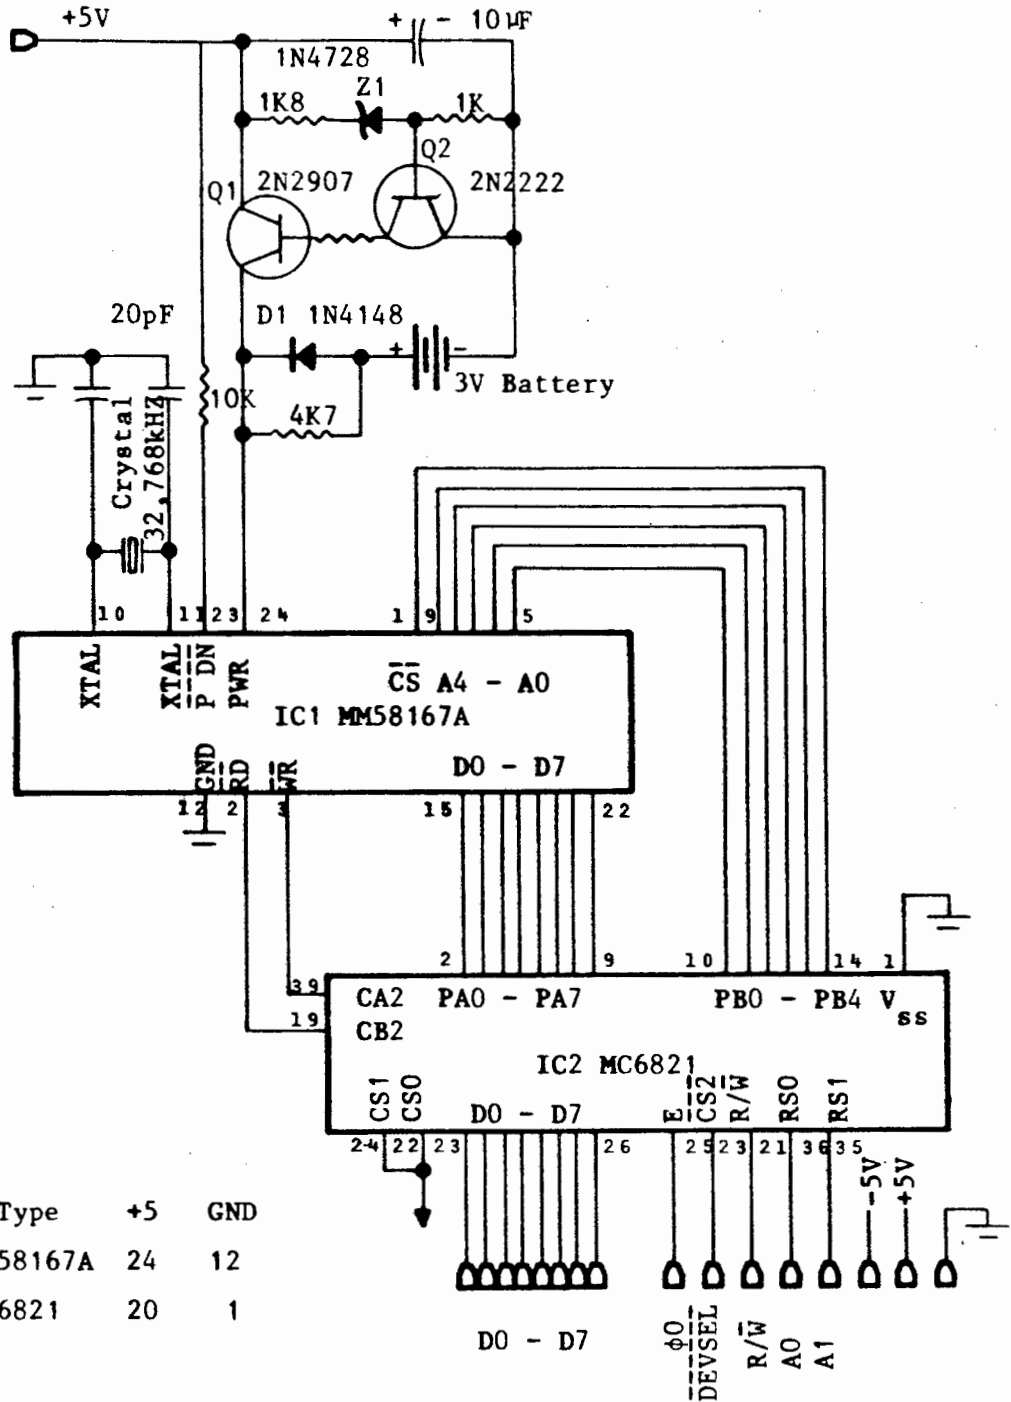 +5V
+ - 10µF
1N4728
Z1
1K8
1K
Q2
Q1 2N2907
2N2222
20pF
D1 1N4148
+ -
3V Battery
10K
4K7
Crystal
32.768kHZ
10 11 23 24 1 9 5
XTAL
XTAL
P DN
PWR
CS A4 - A0
IC1 MM58167A
GND
RD
WR
D0 - D7
12 2 3 15 22
2 9 10 14 1
39
CA2 PA0 - PA7 PB0 - PB4 Vss
19
CB2
IC2 MC6821
CS1
CS0
D0 - D7
E
CS2
R/W
RS0
RS1
24 22 23 26 25 23 21 36 35
-5V
+5V
Type +5 GND
58167A 24 12
6821 20 1
D0 - D7
ϕ0
DEVSEL
R/W
A0
A1